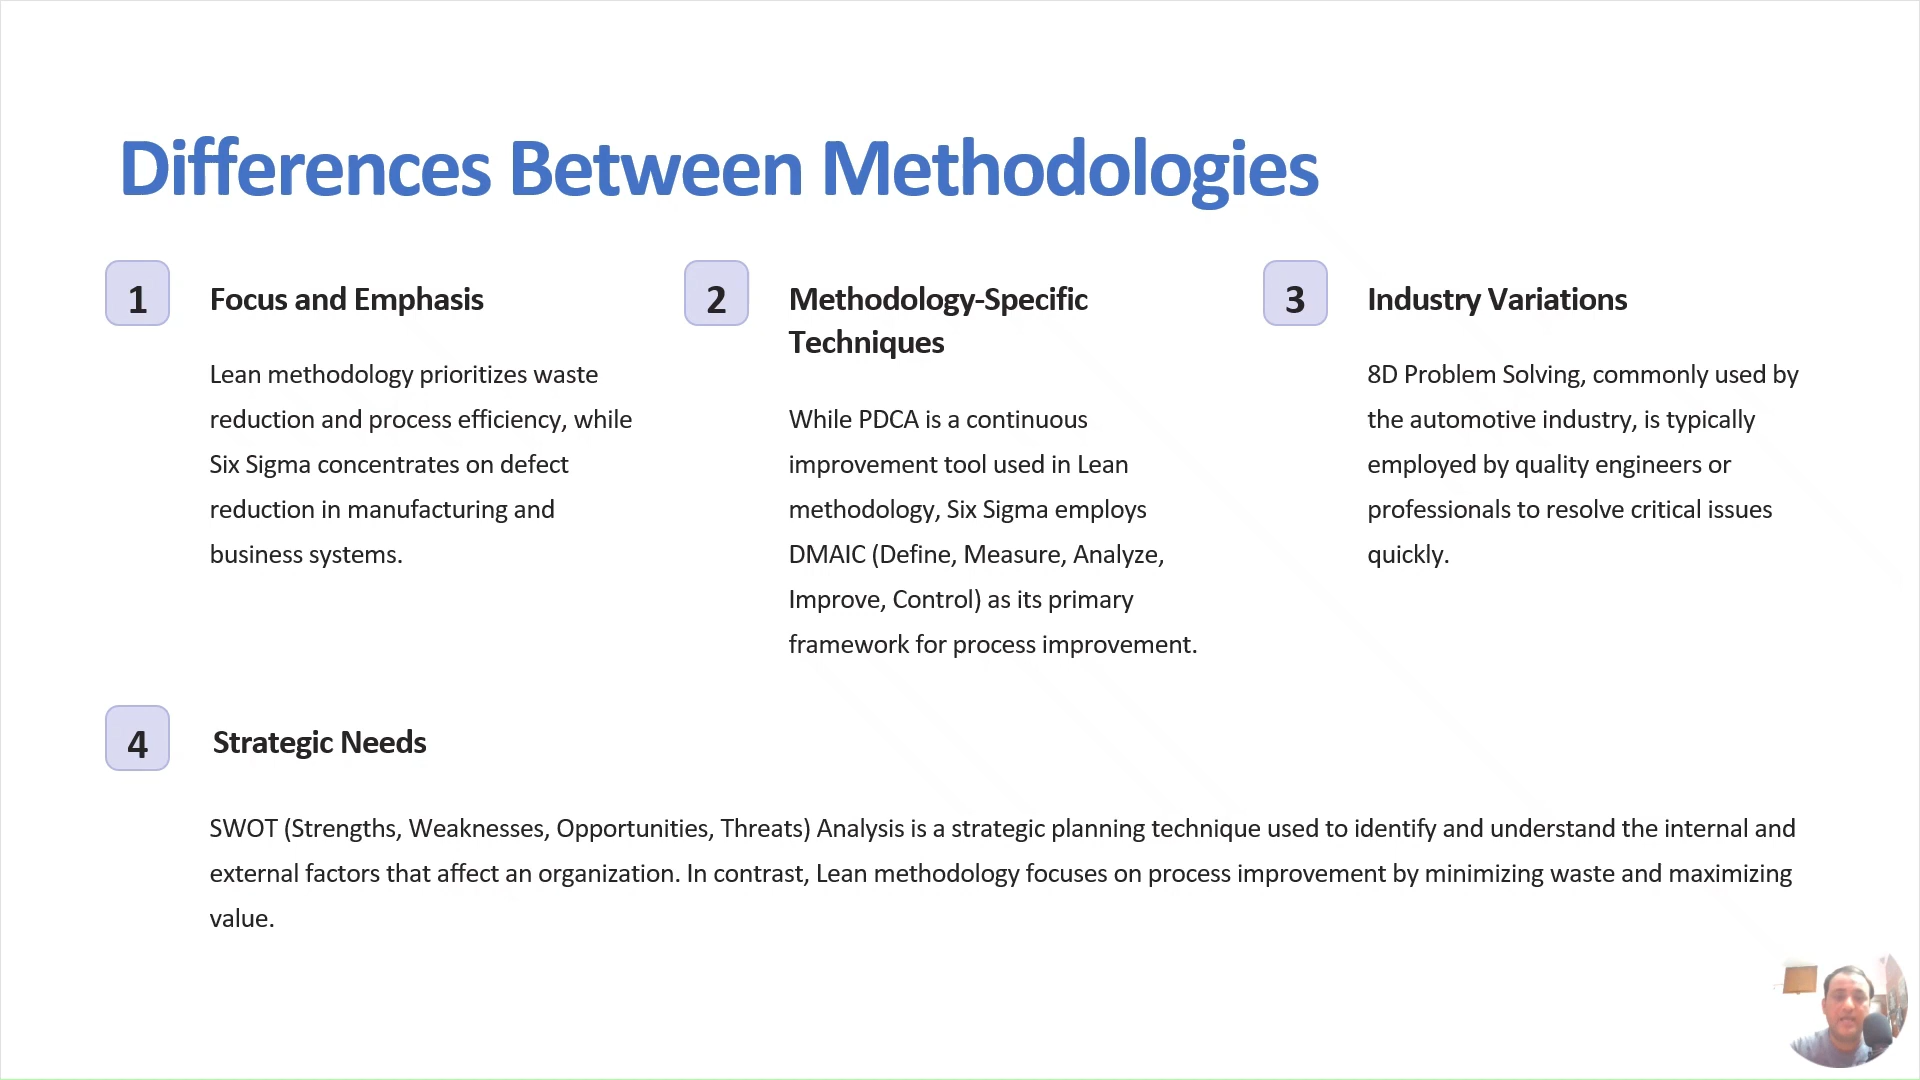 Differences Between Methodologies
1
Focus and Emphasis
Lean methodology prioritizes waste
reduction and process efficiency, while
Six Sigma concentrates on defect
reduction in manufacturing and
business systems.
2
Methodology-Specific
Techniques
While PDCA is a continuous
improvement tool used in Lean
methodology, Six Sigma employs
DMAIC (Define, Measure, Analyze,
Improve, Control) as its primary
framework for process improvement.
3
Industry Variations
8D Problem Solving, commonly used by
the automotive industry, is typically
employed by quality engineers or
professionals to resolve critical issues
quickly.
4
Strategic Needs
SWOT (Strengths, Weaknesses, Opportunities, Threats) Analysis is a strategic planning technique used to identify and understand the internal and
external factors that affect an organization. In contrast, Lean methodology focuses on process improvement by minimizing waste and maximizing
value.